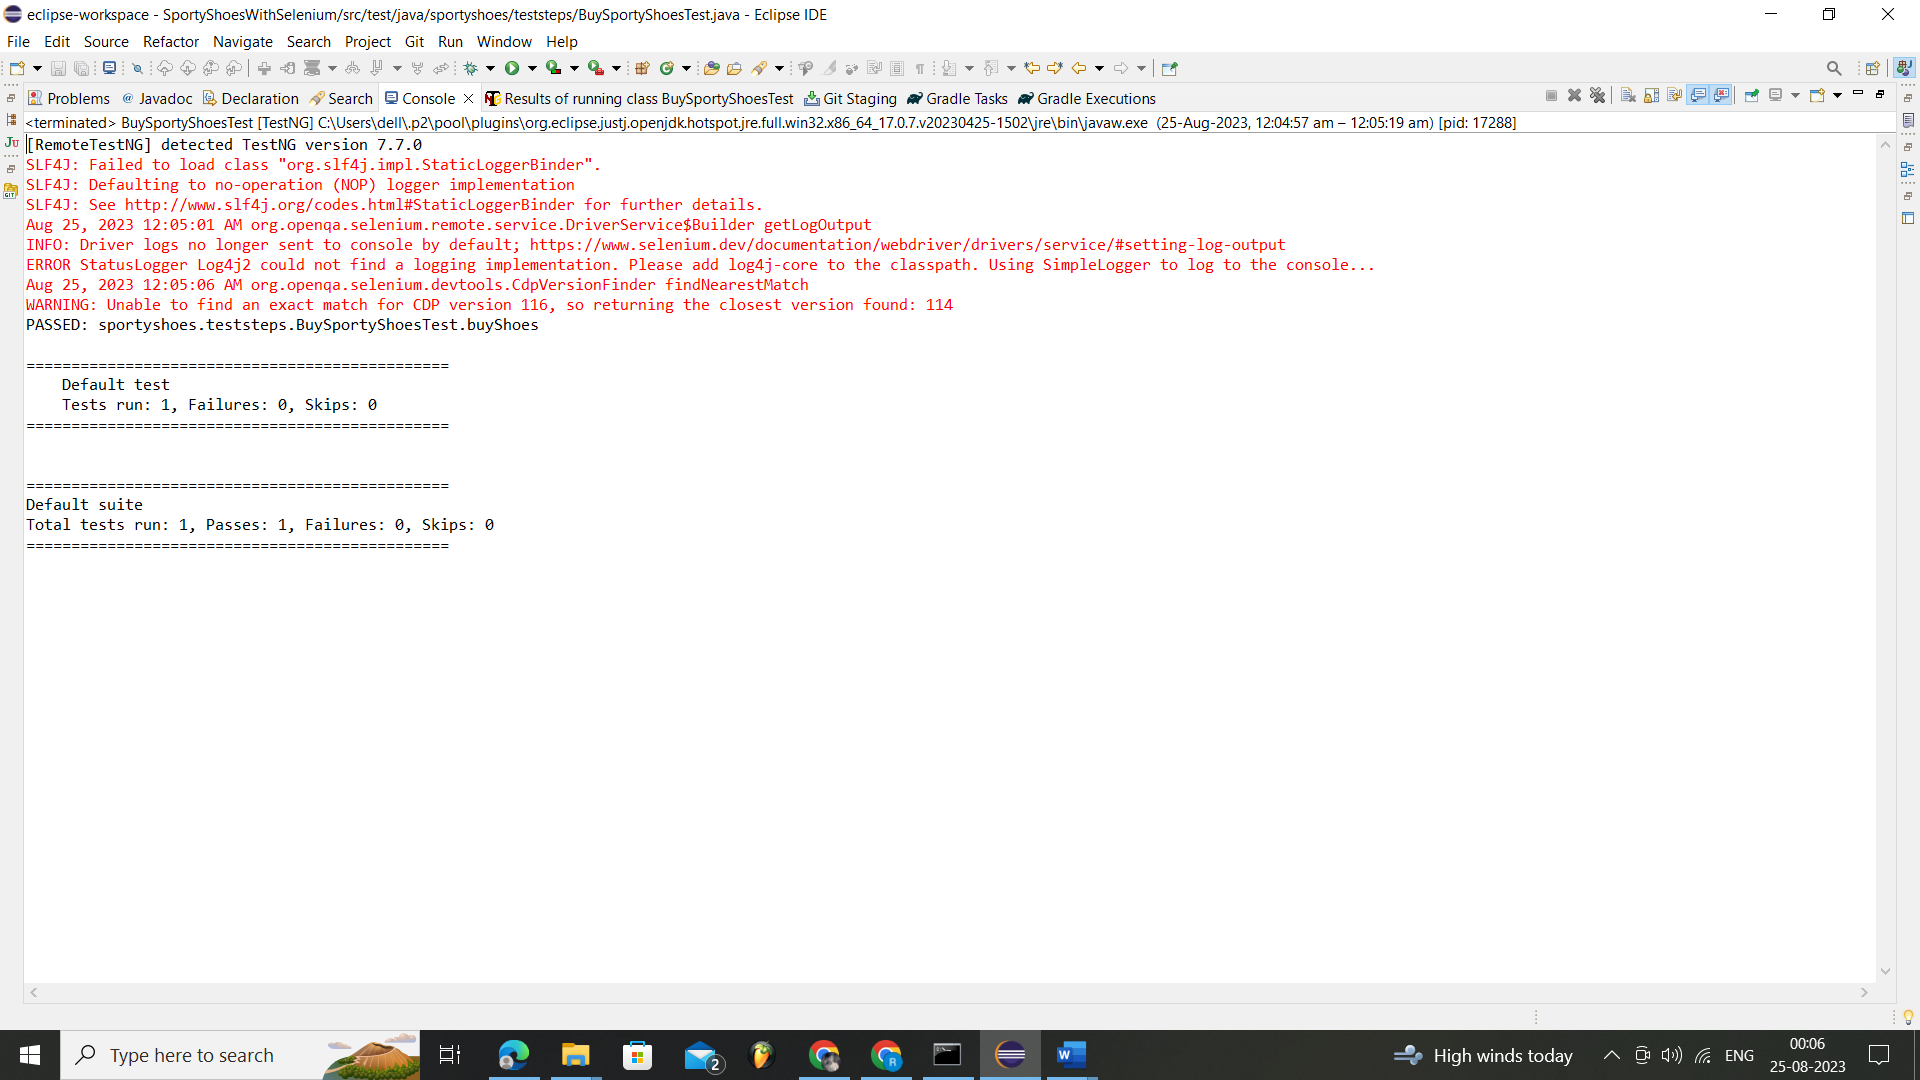 eclipse-workspace - SportyShoesWithSelenium/src/test/java/sportyshoes/teststeps/BuySportyShoesTest.java - Eclipse IDE
File Edit Source Refactor Navigate Search Project Git Run Window Help
Problems @ Javadoc Declaration Search Console Results of running class BuySportyShoesTest Git Staging Gradle Tasks Gradle Executions
<terminated> BuySportyShoesTest [TestNG] C:\Users\dell\.p2\pool\plugins\org.eclipse.justj.openjdk.hotspot.jre.full.win32.x86_64_17.0.7.v20230425-1502\jre\bin\javaw.exe (25-Aug-2023, 12:04:57 am – 12:05:19 am) [pid: 17288]
[RemoteTestNG] detected TestNG version 7.7.0
SLF4J: Failed to load class "org.slf4j.impl.StaticLoggerBinder".
SLF4J: Defaulting to no-operation (NOP) logger implementation
SLF4J: See http://www.slf4j.org/codes.html#StaticLoggerBinder for further details.
Aug 25, 2023 12:05:01 AM org.openqa.selenium.remote.service.DriverService$Builder getLogOutput
INFO: Driver logs no longer sent to console by default; https://www.selenium.dev/documentation/webdriver/drivers/service/#setting-log-output
ERROR StatusLogger Log4j2 could not find a logging implementation. Please add log4j-core to the classpath. Using SimpleLogger to log to the console...
Aug 25, 2023 12:05:06 AM org.openqa.selenium.devtools.CdpVersionFinder findNearestMatch
WARNING: Unable to find an exact match for CDP version 116, so returning the closest version found: 114
PASSED: sportyshoes.teststeps.BuySportyShoesTest.buyShoes
===============================================
Default test
Tests run: 1, Failures: 0, Skips: 0
===============================================
===============================================
Default suite
Total tests run: 1, Passes: 1, Failures: 0, Skips: 0
===============================================
Type here to search
2
High winds today
ENG
00:06
25-08-2023